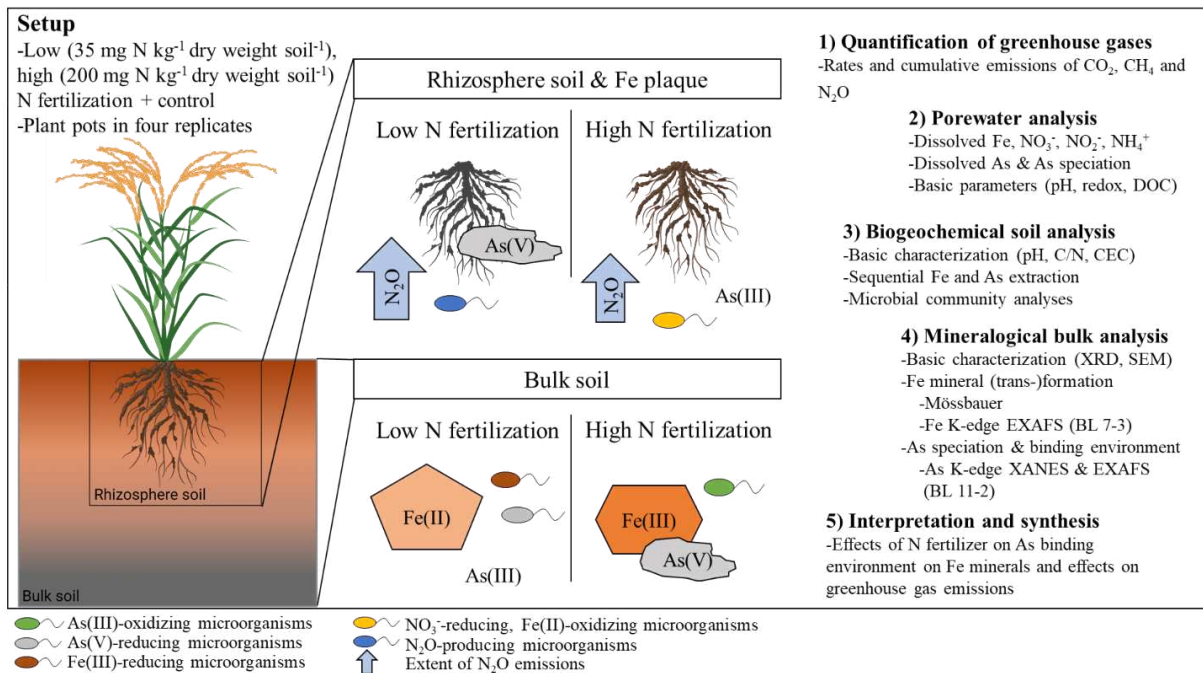 Setup
-Low (35 mg N kg⁻¹ dry weight soil⁻¹),
high (200 mg N kg⁻¹ dry weight soil⁻¹)
N fertilization + control
-Plant pots in four replicates
Rhizosphere soil
Bulk soil
Rhizosphere soil & Fe plaque
Low N fertilization
High N fertilization
N₂O
As(V)
N₂O
As(III)
Bulk soil
Low N fertilization
High N fertilization
Fe(II)
As(III)
Fe(III)
As(V)
1) Quantification of greenhouse gases
-Rates and cumulative emissions of CO₂, CH₄ and
N₂O
2) Porewater analysis
-Dissolved Fe, NO₃⁻, NO₂⁻, NH₄⁺
-Dissolved As & As speciation
-Basic parameters (pH, redox, DOC)
3) Biogeochemical soil analysis
-Basic characterization (pH, C/N, CEC)
-Sequential Fe and As extraction
-Microbial community analyses
4) Mineralogical bulk analysis
-Basic characterization (XRD, SEM)
-Fe mineral (trans-)formation
-Mössbauer
-Fe K-edge EXAFS (BL 7-3)
-As speciation & binding environment
-As K-edge XANES & EXAFS
(BL 11-2)
5) Interpretation and synthesis
-Effects of N fertilizer on As binding
environment on Fe minerals and effects on
greenhouse gas emissions
As(III)-oxidizing microorganisms
As(V)-reducing microorganisms
Fe(III)-reducing microorganisms
NO₃⁻-reducing, Fe(II)-oxidizing microorganisms
N₂O-producing microorganisms
Extent of N₂O emissions